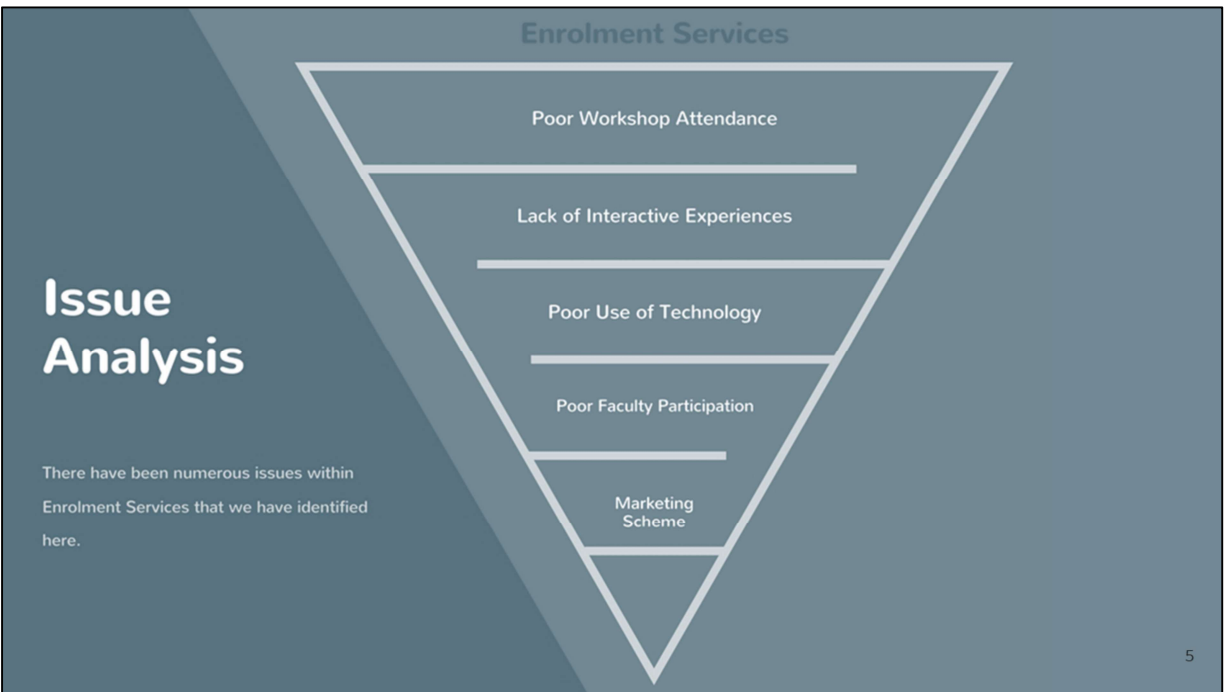 Enrolment Services
Poor Workshop Attendance
Lack of Interactive Experiences
Poor Use of Technology
Poor Faculty Participation
Marketing
Scheme
Issue
Analysis
There have been numerous issues within
Enrolment Services that we have identified
here.
5